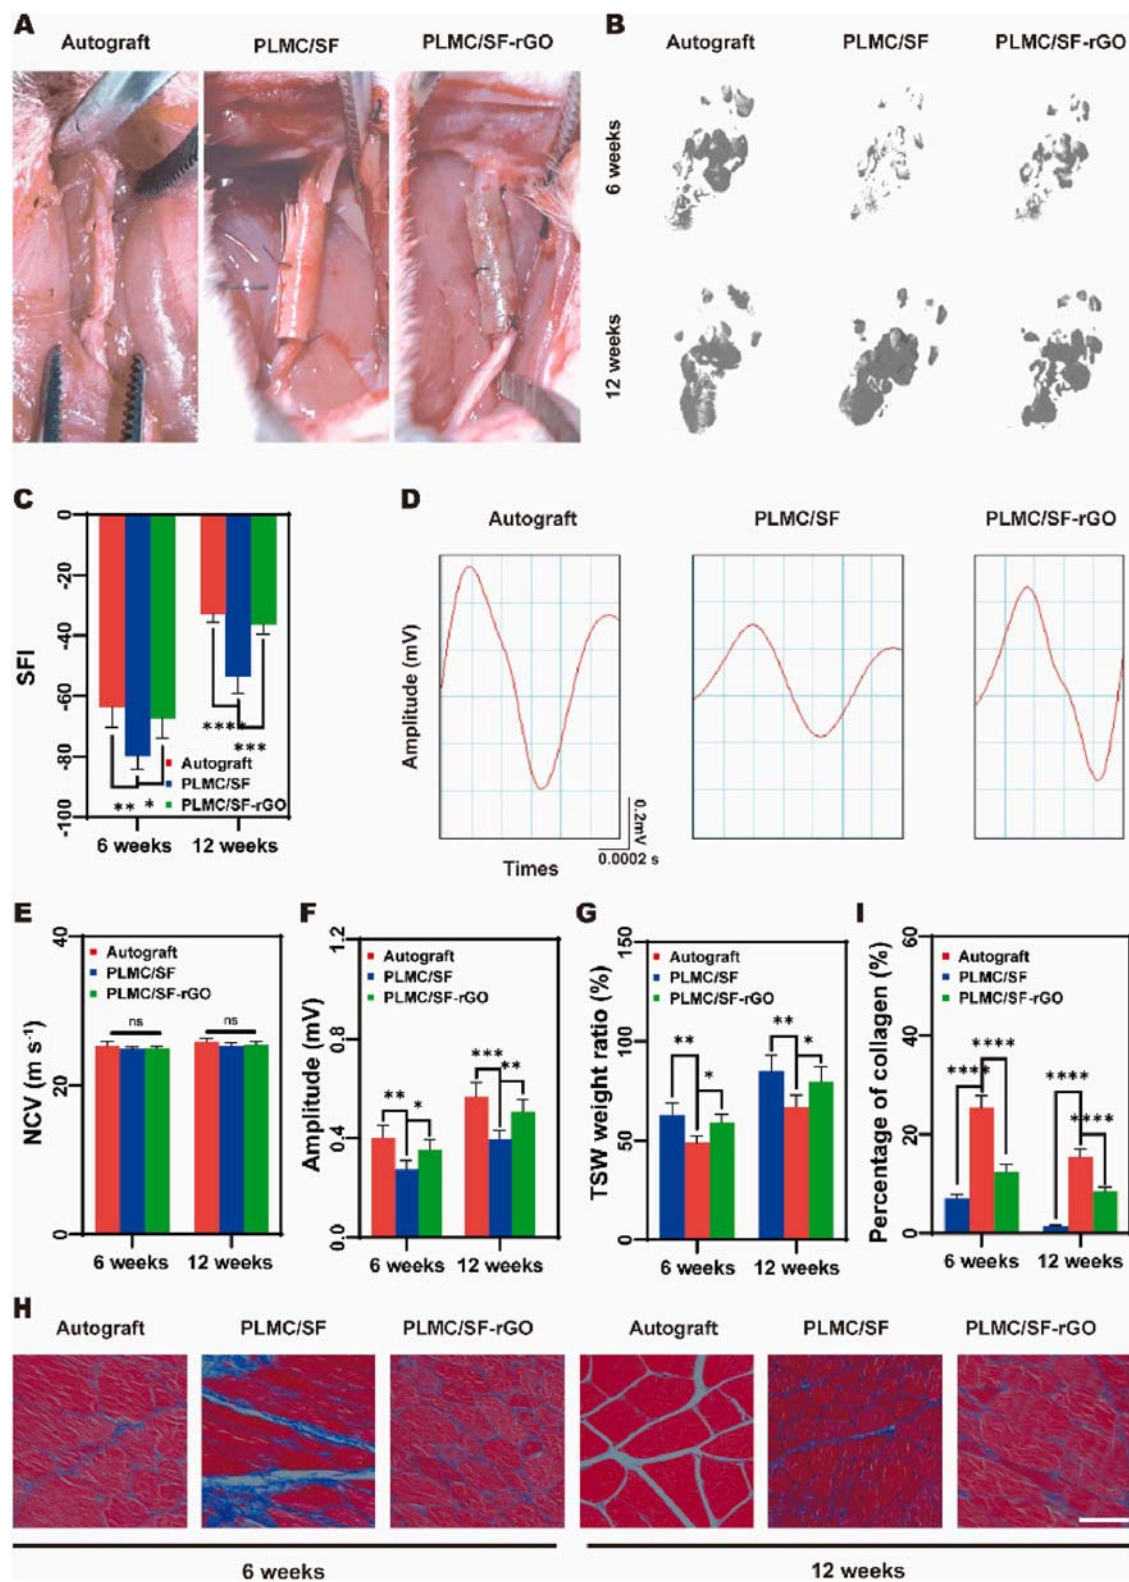 A
Autograft
PLMC/SF
PLMC/SF-rGO
B
Autograft
PLMC/SF
PLMC/SF-rGO
6 weeks
12 weeks
C
SFI
0
-20
-40
-60
-80
-100
**** ***
** *
Autograft
PLMC/SF
PLMC/SF-rGO
6 weeks 12 weeks
D
Autograft
PLMC/SF
PLMC/SF-rGO
Amplitude (mV)
Times
0.2mV
0.0002 s
E
NCV (m s-1)
40
20
0
Autograft
PLMC/SF
PLMC/SF-rGO
ns
ns
6 weeks 12 weeks
F
Amplitude (mV)
1.2
0.8
0.4
0.0
Autograft
PLMC/SF
PLMC/SF-rGO
** *
*** **
6 weeks 12 weeks
G
TSW weight ratio (%)
150
100
50
0
Autograft
PLMC/SF
PLMC/SF-rGO
** *
** *
6 weeks 12 weeks
I
Percentage of collagen (%)
60
40
20
0
Autograft
PLMC/SF
PLMC/SF-rGO
**** ****
**** ****
6 weeks 12 weeks
H
Autograft
PLMC/SF
PLMC/SF-rGO
Autograft
PLMC/SF
PLMC/SF-rGO
6 weeks
12 weeks